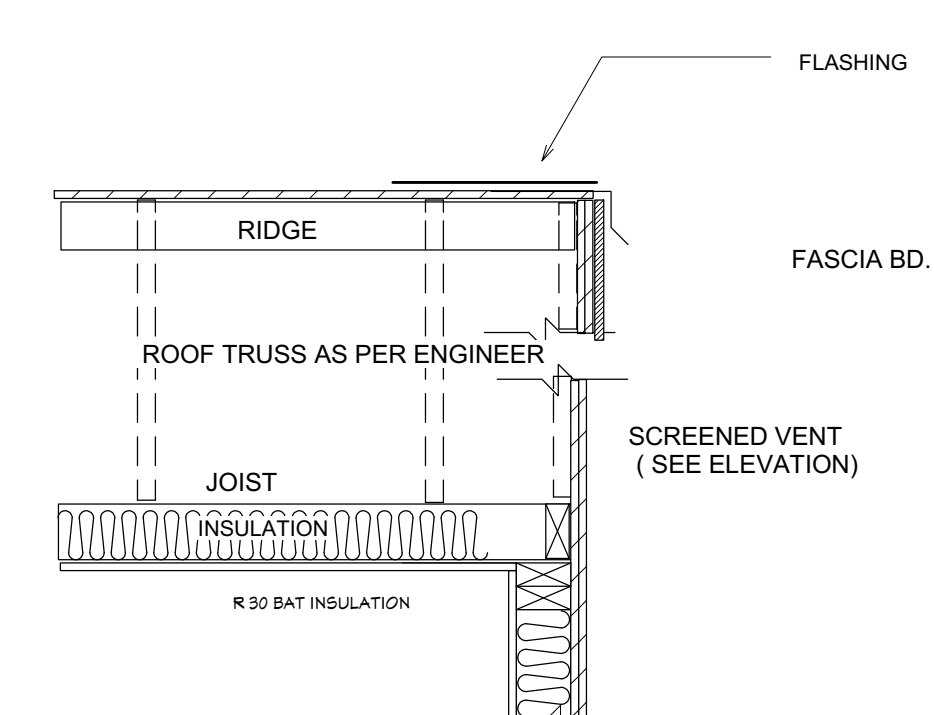 FLASHING
RIDGE
FASCIA BD.
ROOF TRUSS AS PER ENGINEER
SCREENED VENT
( SEE ELEVATION)
JOIST
INSULATION
R 30 BAT INSULATION